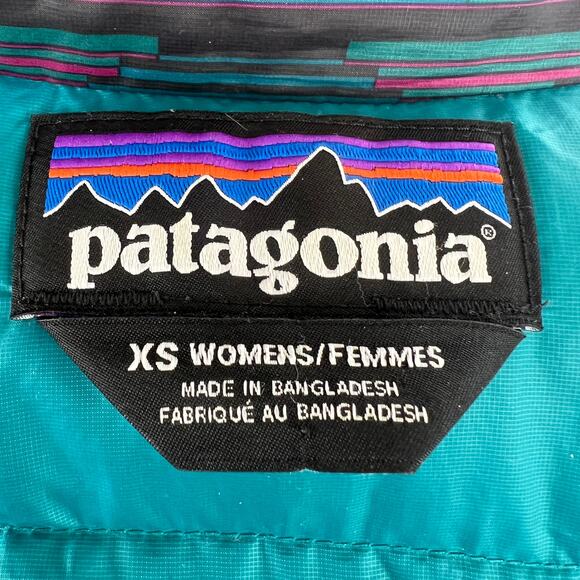 patagonia®
XS WOMENS/FEMMES
MADE IN BANGLADESH
FABRIQUÉ AU BANGLADESH